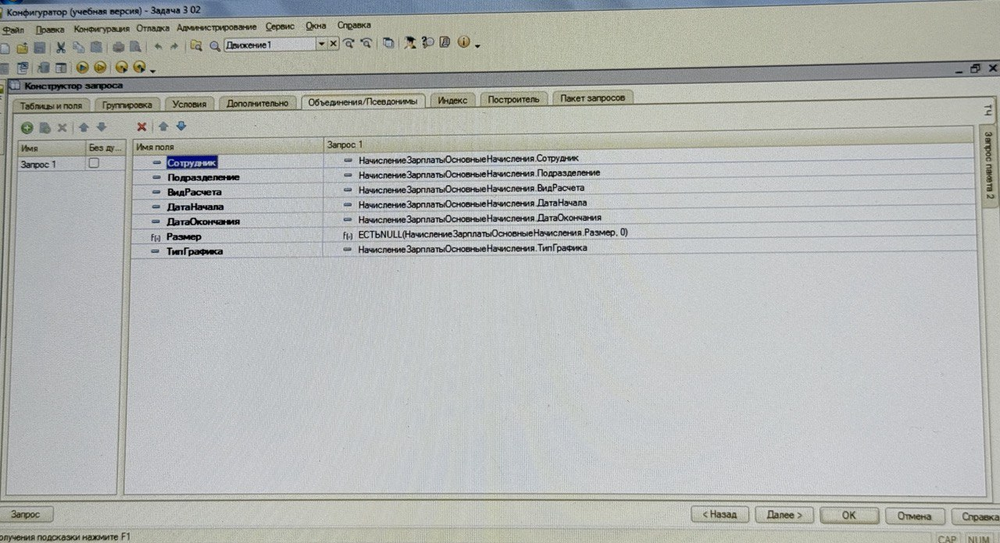 Конфигуратор (учебная версия) - Задача 3 02
Файл Правка Конфигурация Отладка Администрирование Сервис Окна Справка
Движение1
Конструктор запроса
Таблицы и поля Группировка Условия Дополнительно Объединения/Псевдонимы Индекс Построитель Пакет запросов
Имя Без ду... Имя поля Запрос 1
Запрос 1
Сотрудник НачислениеЗарплатыОсновныеНачисления.Сотрудник
Подразделение НачислениеЗарплатыОсновныеНачисления.Подразделение
ВидРасчета НачислениеЗарплатыОсновныеНачисления.ВидРасчета
ДатаНачала НачислениеЗарплатыОсновныеНачисления.ДатаНачала
ДатаОкончания НачислениеЗарплатыОсновныеНачисления.ДатаОкончания
f(-) Размер f(-) ЕСТЬNULL(НачислениеЗарплатыОсновныеНачисления.Размер, 0)
ТипГрафика НачислениеЗарплатыОсновныеНачисления.ТипГрафика
ТЧ
Запрос пакета 2
Запрос < Назад Далее > OK Отмена Справка
олучения подсказки нажмите F1 CAP NUM